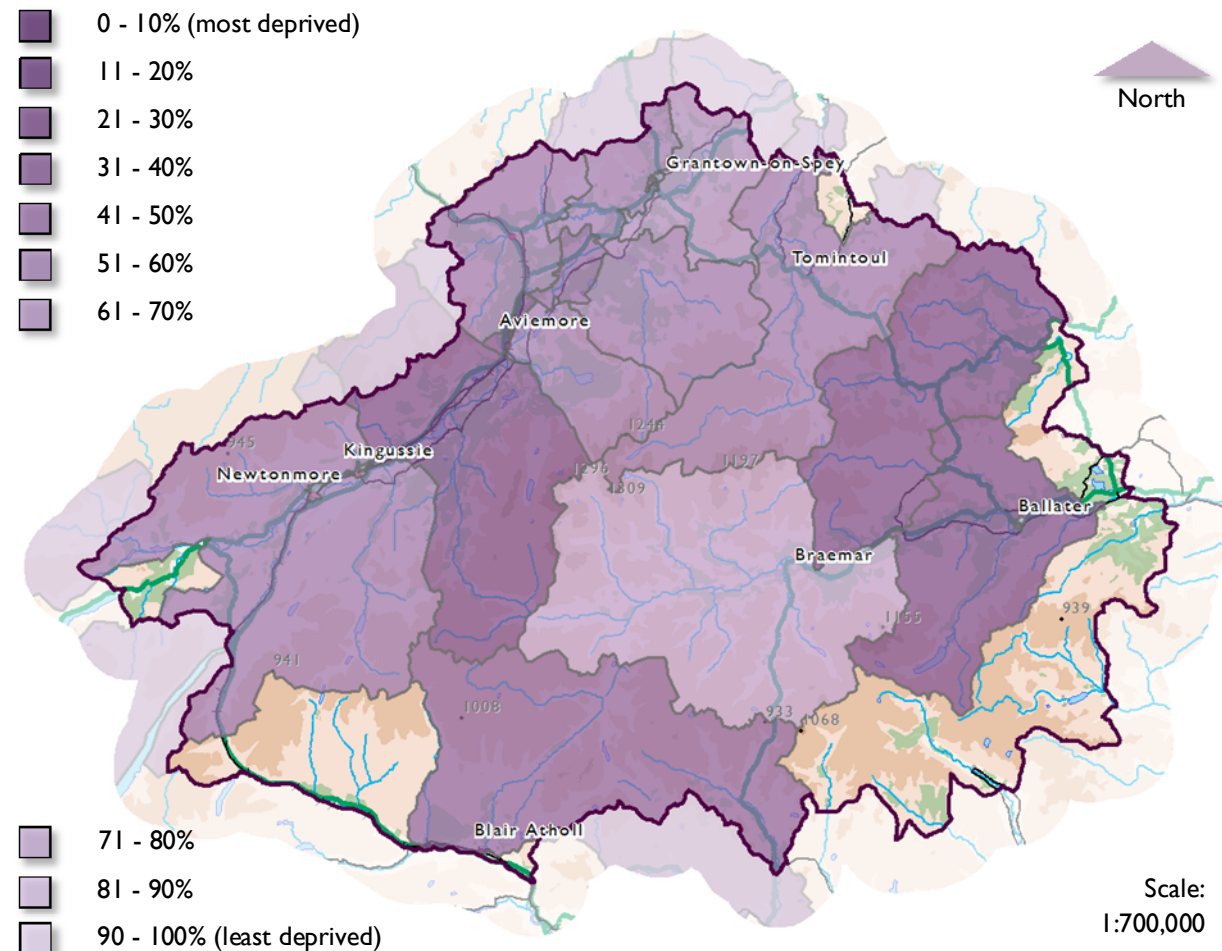 0 - 10% (most deprived)
11 - 20%
21 - 30%
31 - 40%
41 - 50%
51 - 60%
61 - 70%
North
Grantown-on-Spey
Tomintoul
Aviemore
1244
945
Kingussie
1197
1296
Newtonmore
1309
Ballater
Braemar
939
1155
941
1008
933
1068
Blair Atholl
71 - 80%
81 - 90%
90 - 100% (least deprived)
Scale:
1:700,000